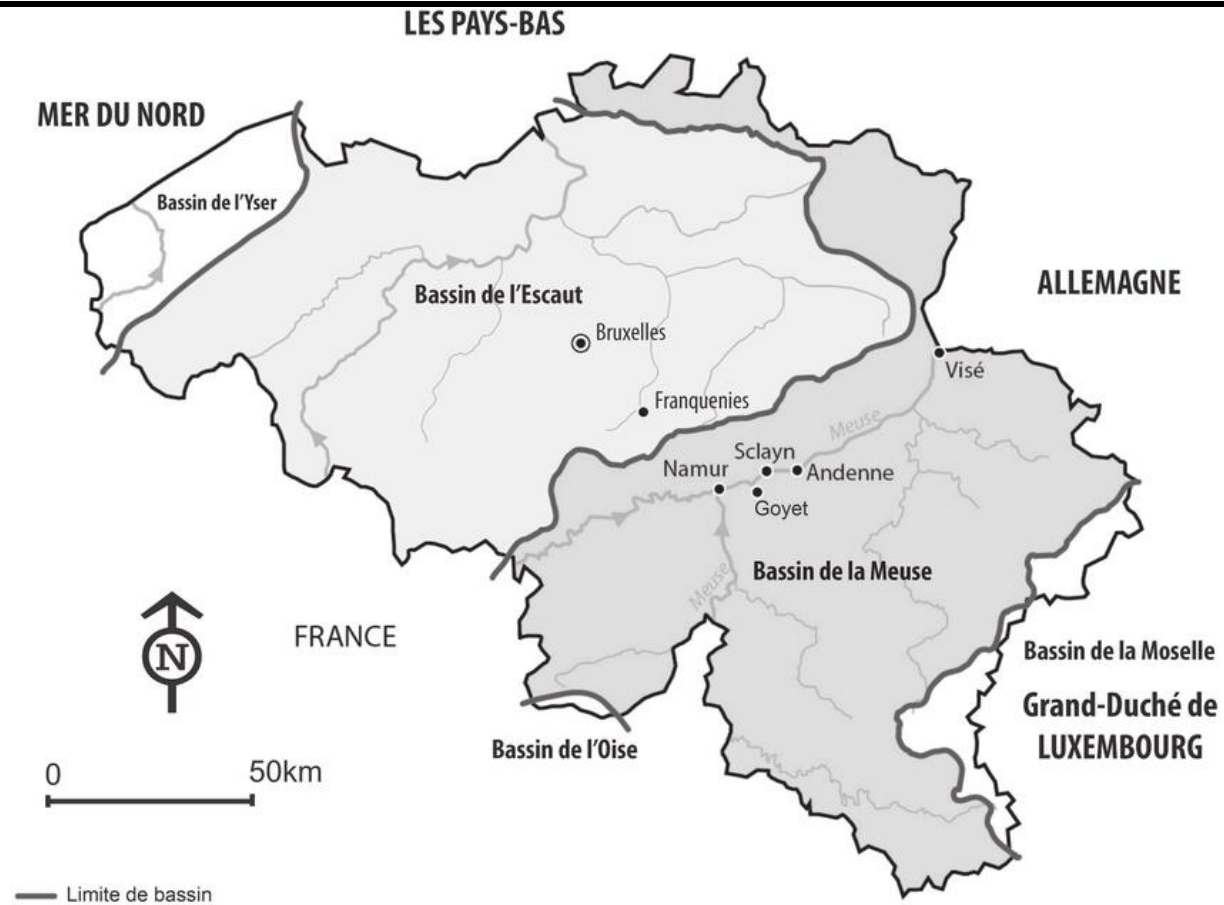 LES PAYS-BAS
MER DU NORD
Bassin de l'Yser
ALLEMAGNE
Bassin de l'Escaut
Bruxelles
Visé
Franquenies
Meuse
Sclayn
Namur
Andenne
Goyet
Bassin de la Meuse
Meuse
N
FRANCE
Bassin de la Moselle
Grand-Duché de
LUXEMBOURG
Bassin de l'Oise
0 50km
Limite de bassin